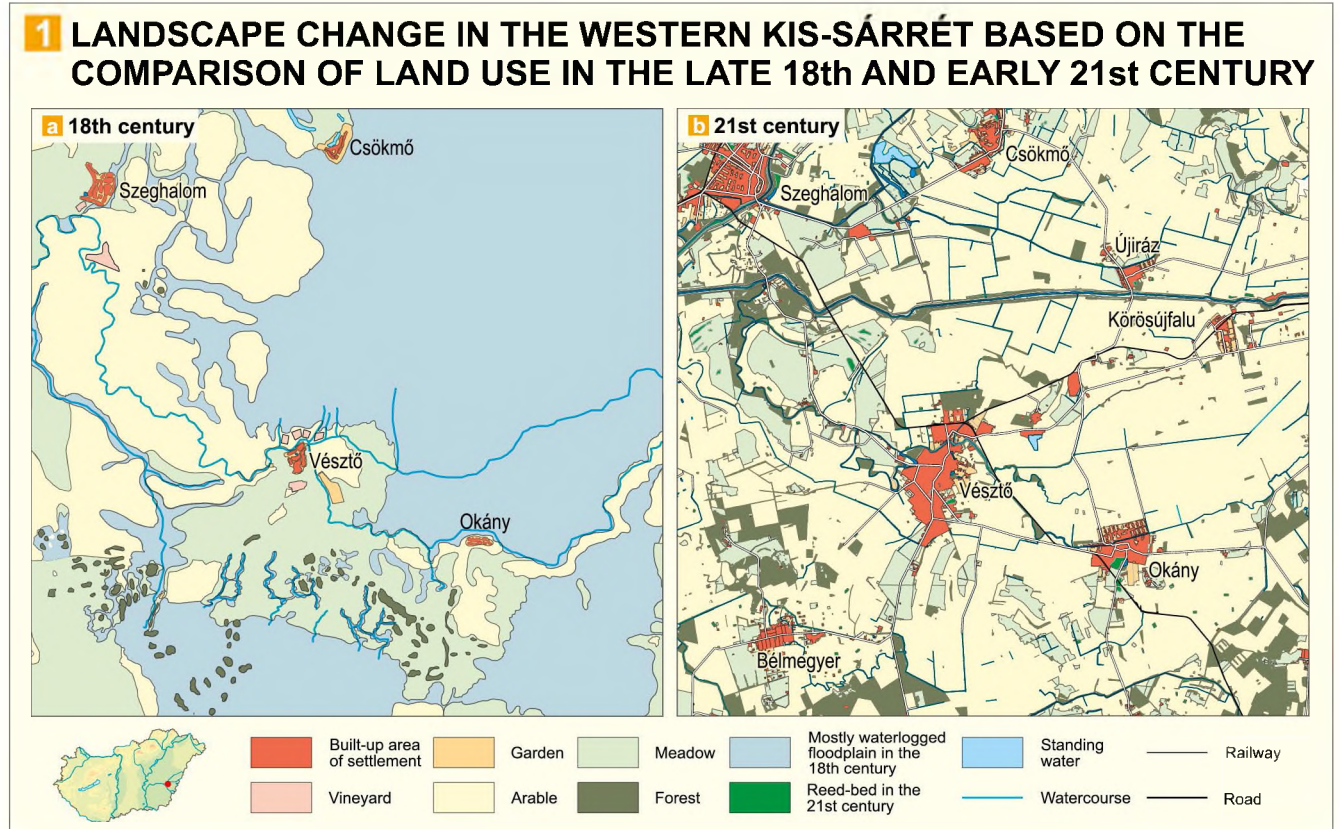 1 LANDSCAPE CHANGE IN THE WESTERN KIS-SÁRRÉT BASED ON THE
COMPARISON OF LAND USE IN THE LATE 18th AND EARLY 21st CENTURY
a 18th century
Csökmő
Szeghalom
Vésztő
Okány
b 21st century
Csökmő
Szeghalom
Újiráz
Körösújfalu
Vésztő
Okány
Bélmegyer
Built-up area
of settlement
Garden
Meadow
Mostly waterlogged
floodplain in the
18th century
Standing
water
Railway
Vineyard
Arable
Forest
Reed-bed in the
21st century
Watercourse
Road